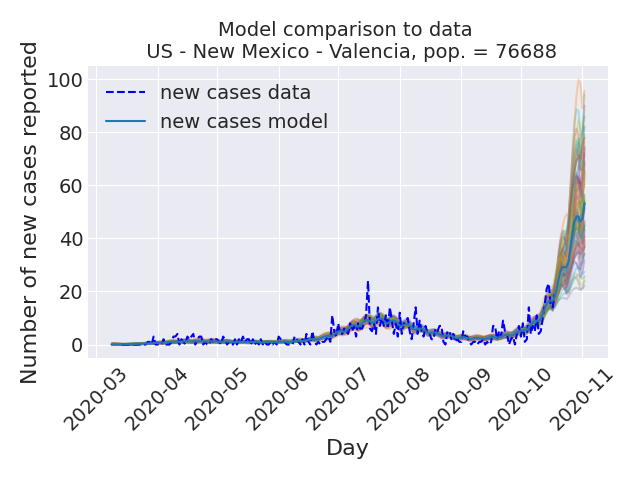 Model comparison to data
US - New Mexico - Valencia, pop. = 76688
Number of new cases reported
100
80
60
40
20
0
new cases data
new cases model
2020-03
2020-04
2020-05
2020-06
2020-07
2020-08
2020-09
2020-10
2020-11
Day